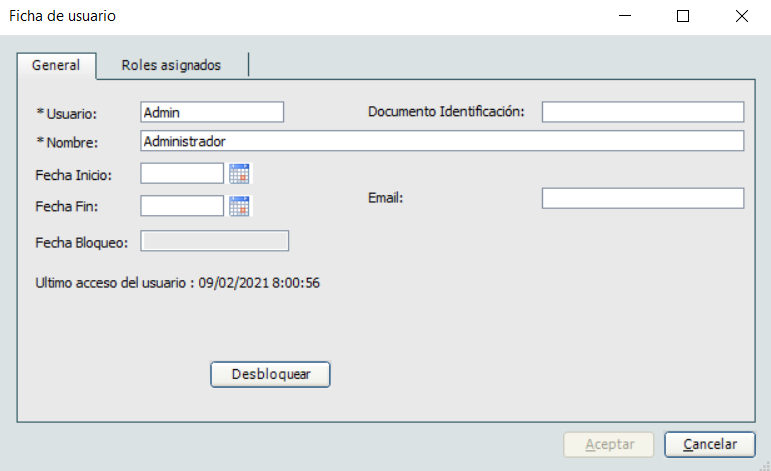 Ficha de usuario
General Roles asignados
* Usuario: Admin Documento Identificación:
* Nombre: Administrador
Fecha Inicio:
Fecha Fin: Email:
Fecha Bloqueo:
Ultimo acceso del usuario : 09/02/2021 8:00:56
Desbloquear
Aceptar Cancelar